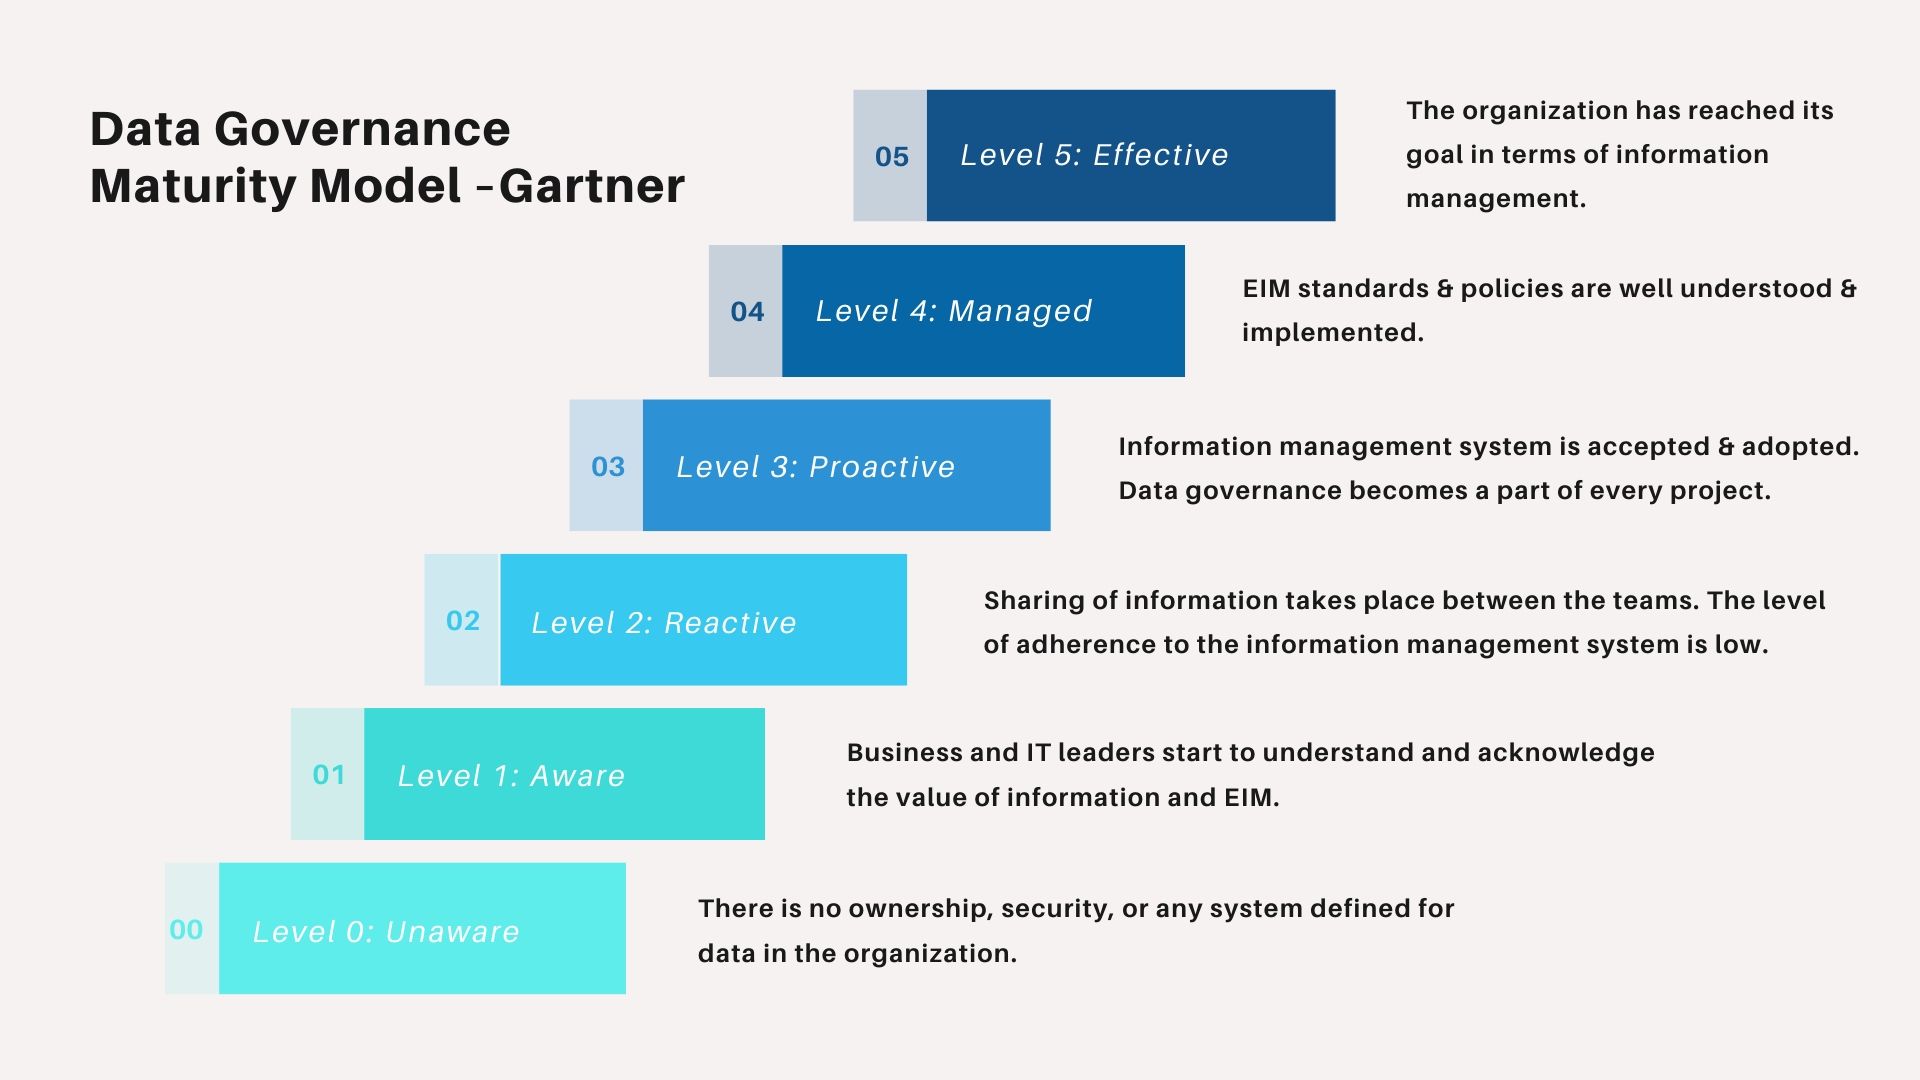 Data Governance
Maturity Model –Gartner
05
Level 5: Effective
The organization has reached its
goal in terms of information
management.
04
Level 4: Managed
EIM standards & policies are well understood &
implemented.
03
Level 3: Proactive
Information management system is accepted & adopted.
Data governance becomes a part of every project.
02
Level 2: Reactive
Sharing of information takes place between the teams. The level
of adherence to the information management system is low.
01
Level 1: Aware
Business and IT leaders start to understand and acknowledge
the value of information and EIM.
00
Level 0: Unaware
There is no ownership, security, or any system defined for
data in the organization.